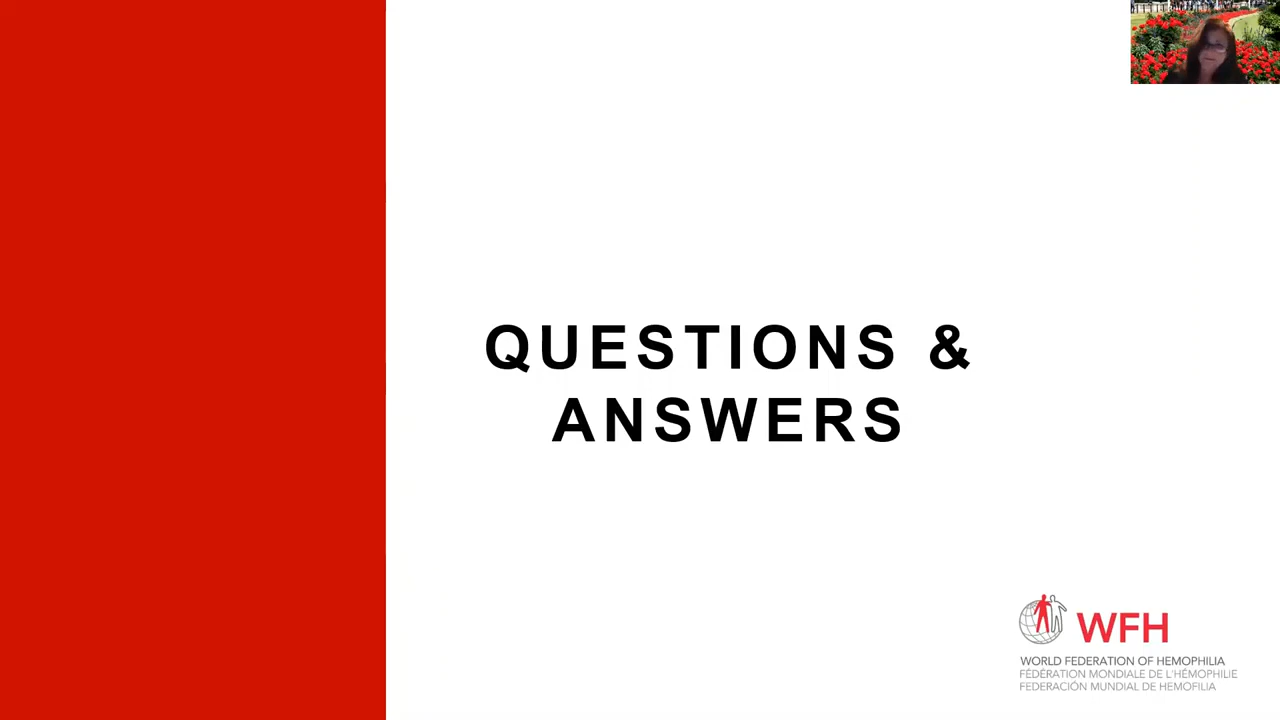 QUESTIONS &
ANSWERS
WFH
WORLD FEDERATION OF HEMOPHILIA
FÉDÉRATION MONDIALE DE L'HÉMOPHILIE
FEDERACIÓN MUNDIAL DE HEMOFILIA